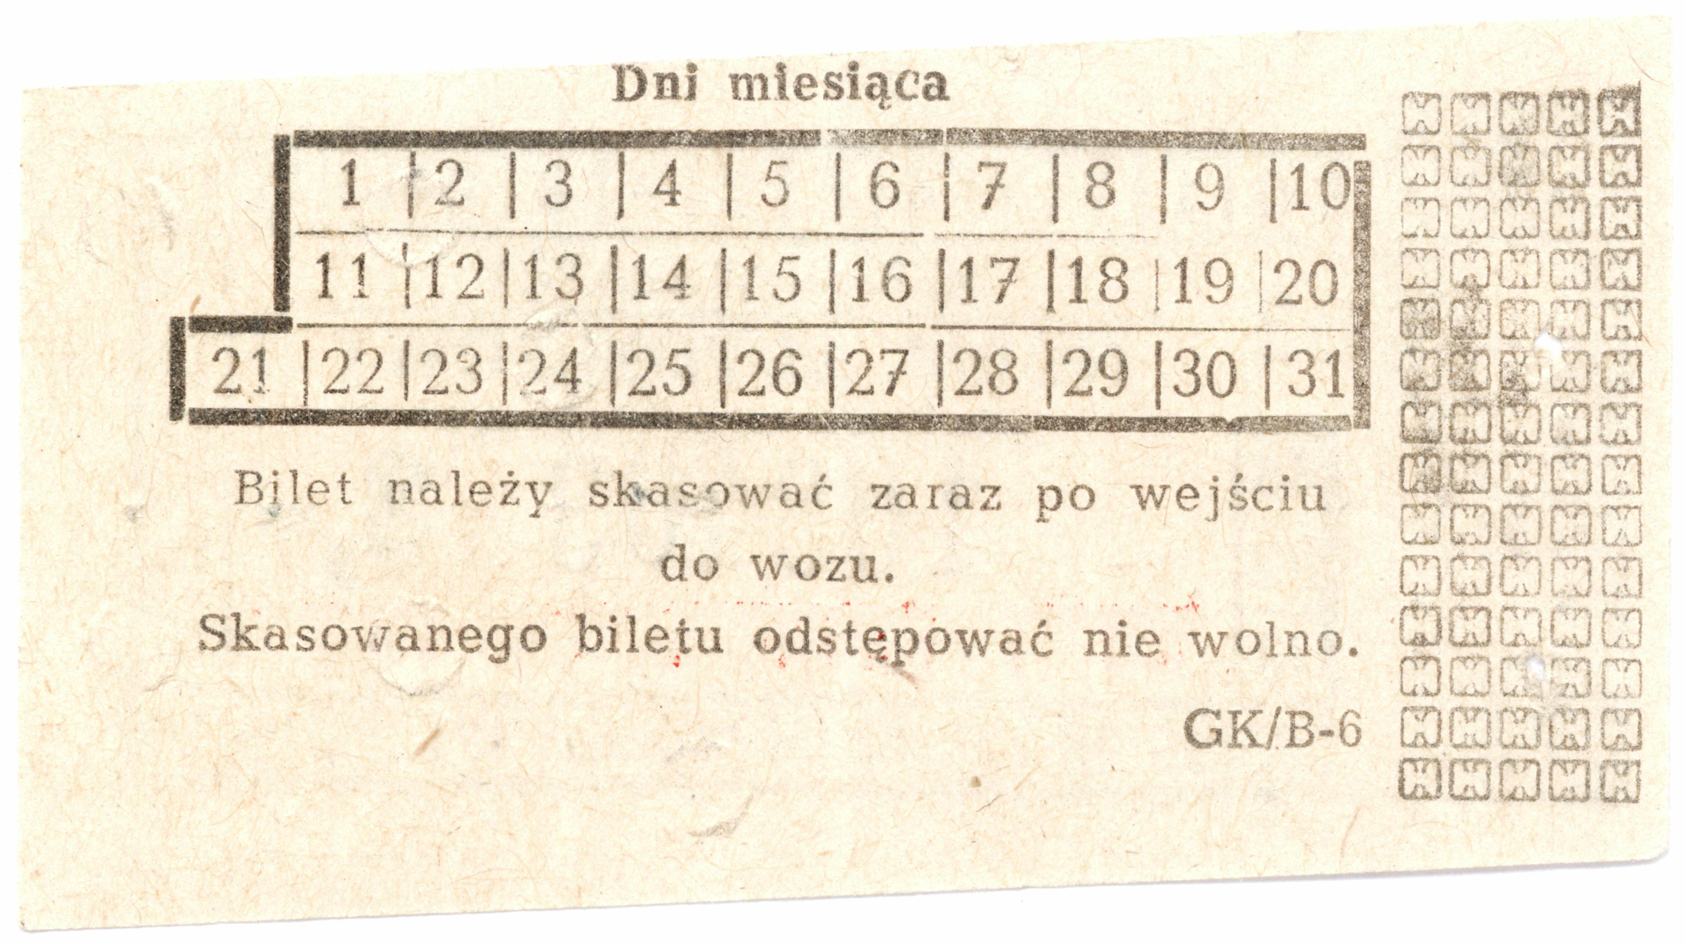 Dni miesiąca
1 | 2 | 3 | 4 | 5 | 6 | 7 | 8 | 9 | 10
11 | 12 | 13 | 14 | 15 | 16 | 17 | 18 | 19 | 20
21 | 22 | 23 | 24 | 25 | 26 | 27 | 28 | 29 | 30 | 31
Bilet należy skasować zaraz po wejściu
do wozu.
Skasowanego biletu odstępować nie wolno.
GK/B-6